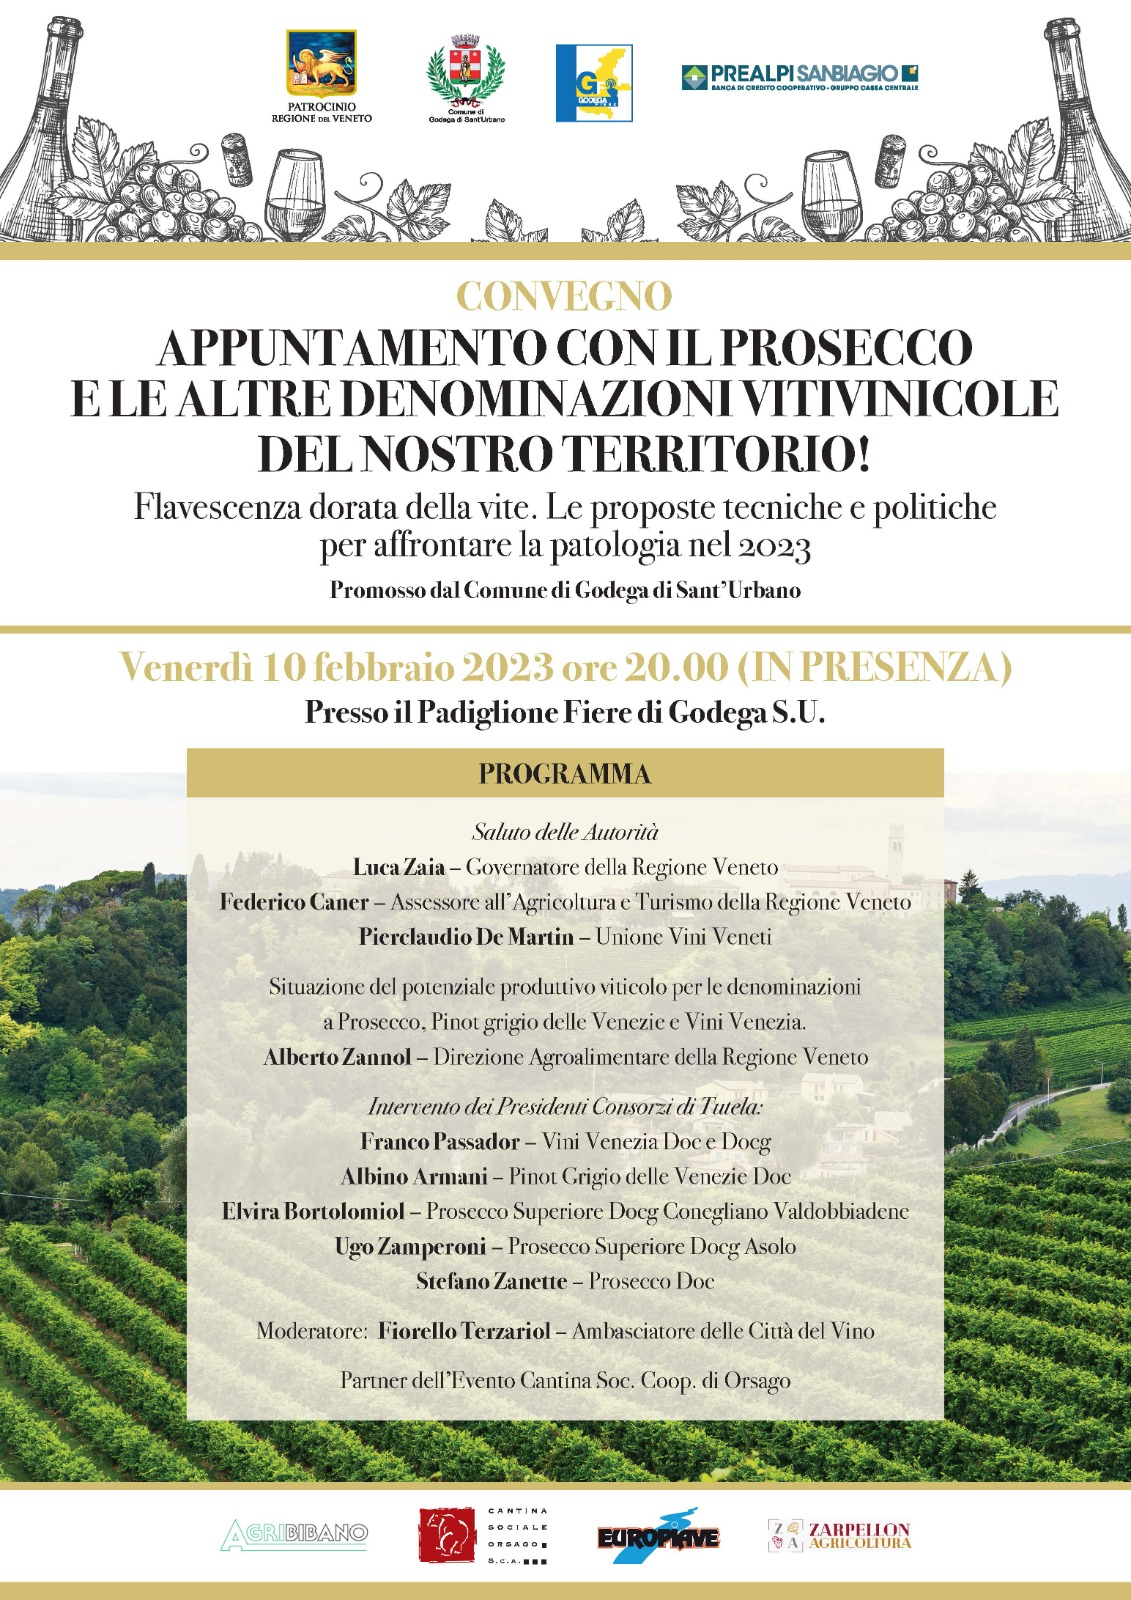 PATROCINIO
REGIONE DEL VENETO
Comune di
Godega di Sant'Urbano
G
GODEGA
PREALPI SANBIAGIO
BANCA DI CREDITO COOPERATIVO - GRUPPO CASSA CENTRALE
CONVEGNO
APPUNTAMENTO CON IL PROSECCO
E LE ALTRE DENOMINAZIONI VITIVINICOLE
DEL NOSTRO TERRITORIO!
Flavescenza dorata della vite. Le proposte tecniche e politiche
per affrontare la patologia nel 2023
Promosso dal Comune di Godega di Sant'Urbano
Venerdì 10 febbraio 2023 ore 20.00 (IN PRESENZA)
Presso il Padiglione Fiere di Godega S.U.
PROGRAMMA
Saluto delle Autorità
Luca Zaia – Governatore della Regione Veneto
Federico Caner – Assessore all'Agricoltura e Turismo della Regione Veneto
Pierclaudio De Martin – Unione Vini Veneti
Situazione del potenziale produttivo viticolo per le denominazioni
a Prosecco, Pinot grigio delle Venezie e Vini Venezia.
Alberto Zannol – Direzione Agroalimentare della Regione Veneto
Intervento dei Presidenti Consorzi di Tutela:
Franco Passador – Vini Venezia Doc e Docg
Albino Armani – Pinot Grigio delle Venezie Doc
Elvira Bortolomiol – Prosecco Superiore Docg Conegliano Valdobbiadene
Ugo Zamperoni – Prosecco Superiore Docg Asolo
Stefano Zanette – Prosecco Doc
Moderatore: Fiorello Terzariol – Ambasciatore delle Città del Vino
Partner dell'Evento Cantina Soc. Coop. di Orsago
AGRIBIBANO
CANTINA
SOCIALE
ORSAGO
S.C.A.
EUROPIAVE
Z A
ZARPELLON
AGRICOLTURA